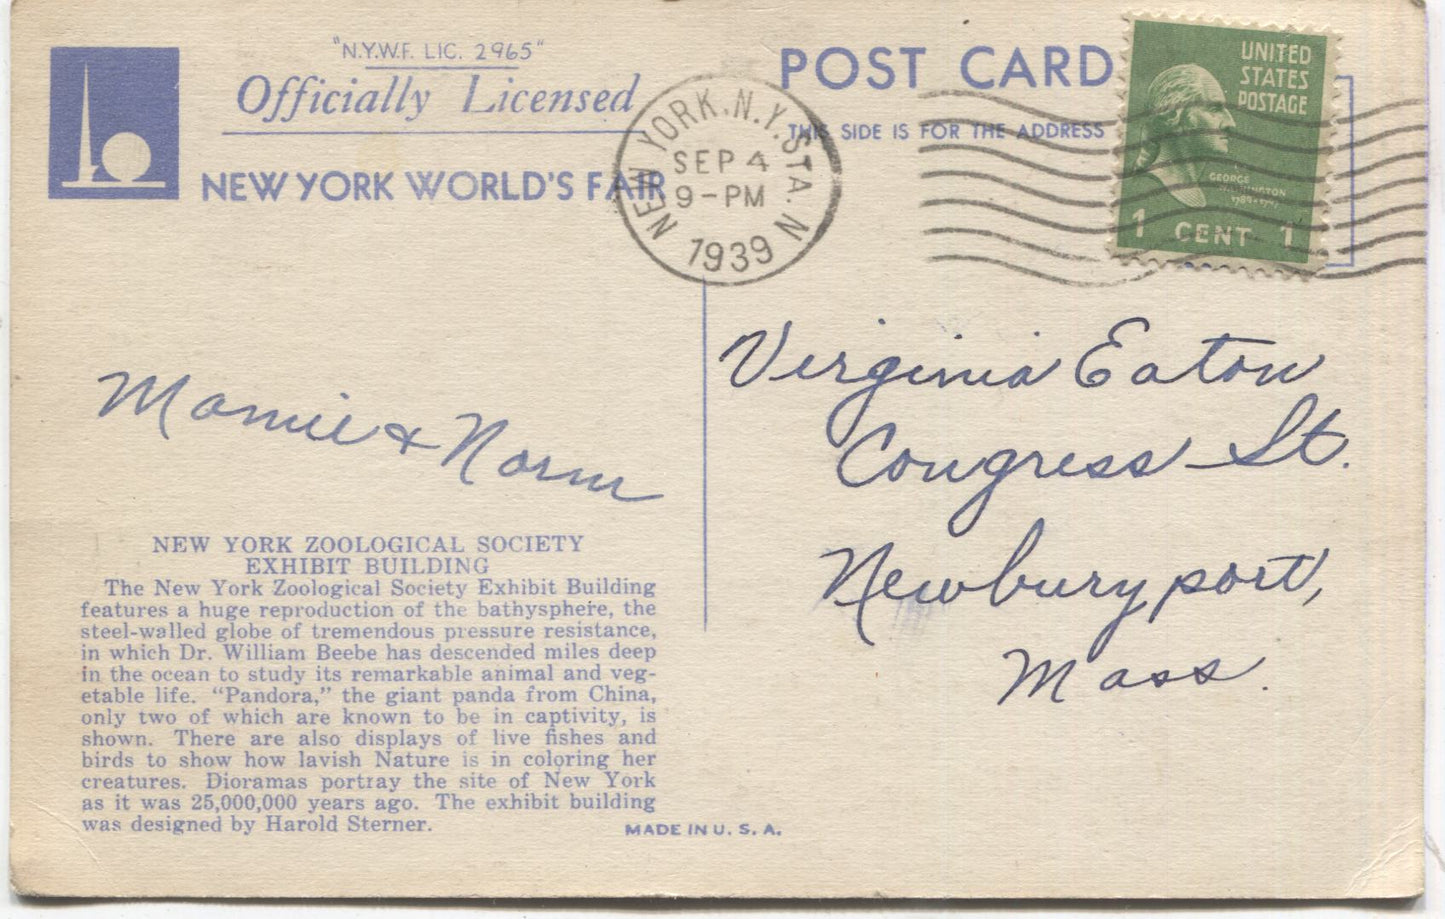 "N.Y.W.F. LIC. 2965"
Officially Licensed
NEW YORK WORLD'S FAIR
POST CARD
THIS SIDE IS FOR THE ADDRESS
NEW YORK, N.Y. STA. N
SEP 4
9-PM
1939
UNITED
STATES
POSTAGE
GEORGE
WASHINGTON
1789-1797
1 CENT 1
Virginia Eaton
Congress St.
Newburyport,
Mass.
Mamie & Norm
NEW YORK ZOOLOGICAL SOCIETY
EXHIBIT BUILDING
The New York Zoological Society Exhibit Building
features a huge reproduction of the bathysphere, the
steel-walled globe of tremendous pressure resistance,
in which Dr. William Beebe has descended miles deep
in the ocean to study its remarkable animal and veg-
etable life. "Pandora," the giant panda from China,
only two of which are known to be in captivity, is
shown. There are also displays of live fishes and
birds to show how lavish Nature is in coloring her
creatures. Dioramas portray the site of New York
as it was 25,000,000 years ago. The exhibit building
was designed by Harold Sterner.
MADE IN U. S. A.